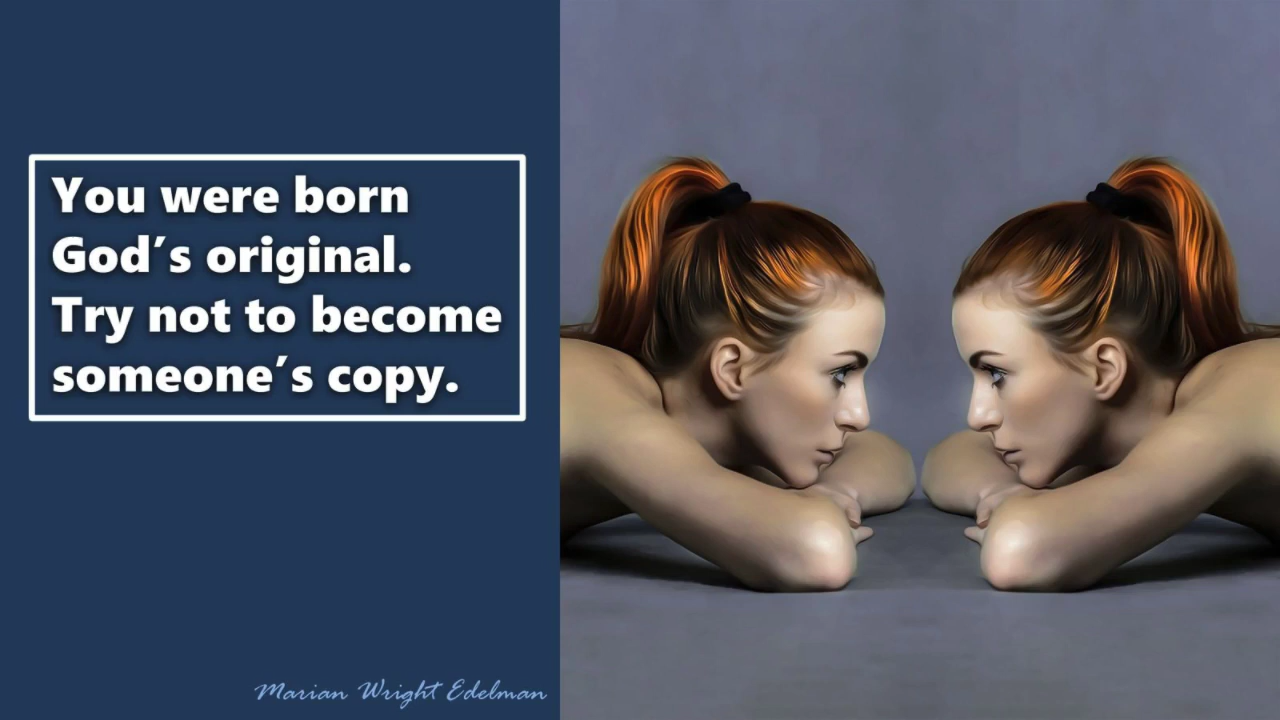 You were born
God’s original.
Try not to become
someone’s copy.
Marian Wright Edelman